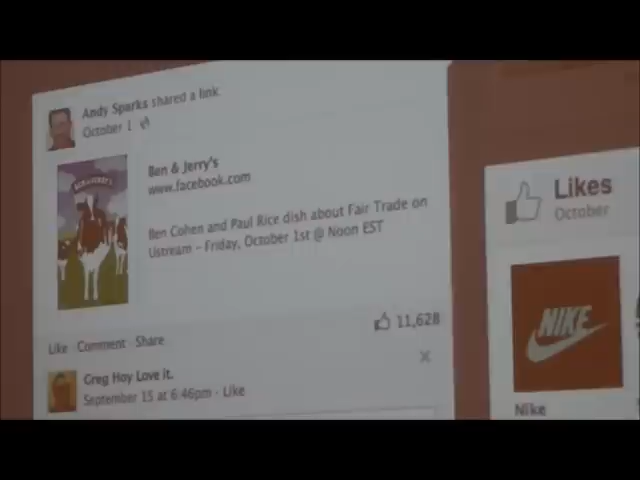 Andy Sparks shared a link.
October 1
Ben & Jerry's
www.facebook.com
Ben Cohen and Paul Rice dish about Fair Trade on
Ustream - Friday, October 1st @ Noon EST
11,628
Like · Comment · Share
Greg Hoy Love it.
September 15 at 6:46pm · Like
Likes
October
NIKE
Nike